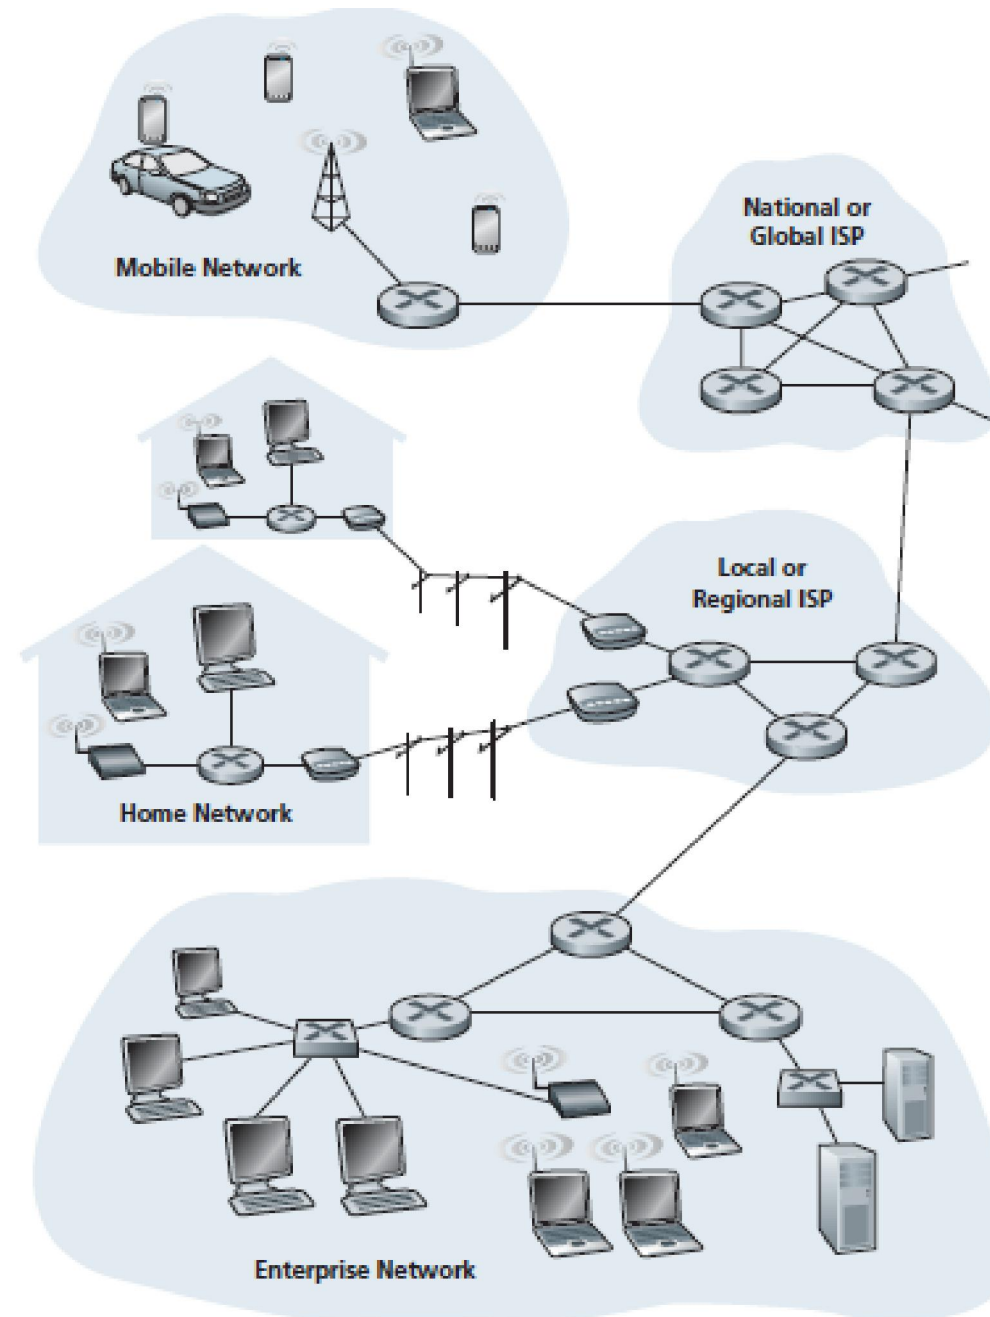 National or
Global ISP
Mobile Network
Local or
Regional ISP
Home Network
Enterprise Network